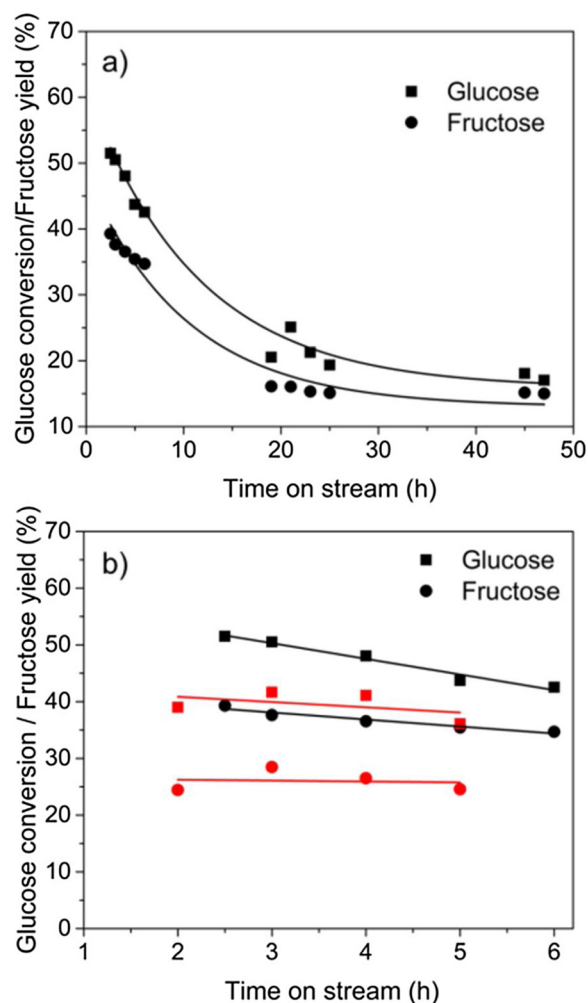 Glucose conversion/Fructose yield (%)
70
60
50
40
30
20
10
a)
Glucose
Fructose
0 10 20 30 40 50
Time on stream (h)
Glucose conversion / Fructose yield (%)
70
60
50
40
30
20
10
0
b)
Glucose
Fructose
1 2 3 4 5 6
Time on stream (h)